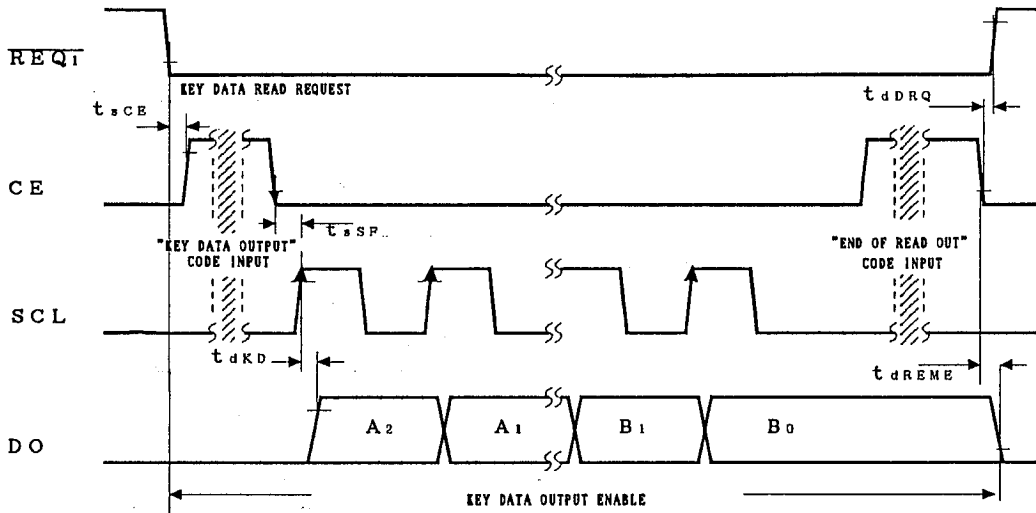 REQ1
KEY DATA READ REQUEST
tsCE
tdDRQ
CE
tsSF
"KEY DATA OUTPUT"
CODE INPUT
"END OF READ OUT"
CODE INPUT
SCL
tdKD
tdREME
DO
A2
A1
B1
B0
KEY DATA OUTPUT ENABLE